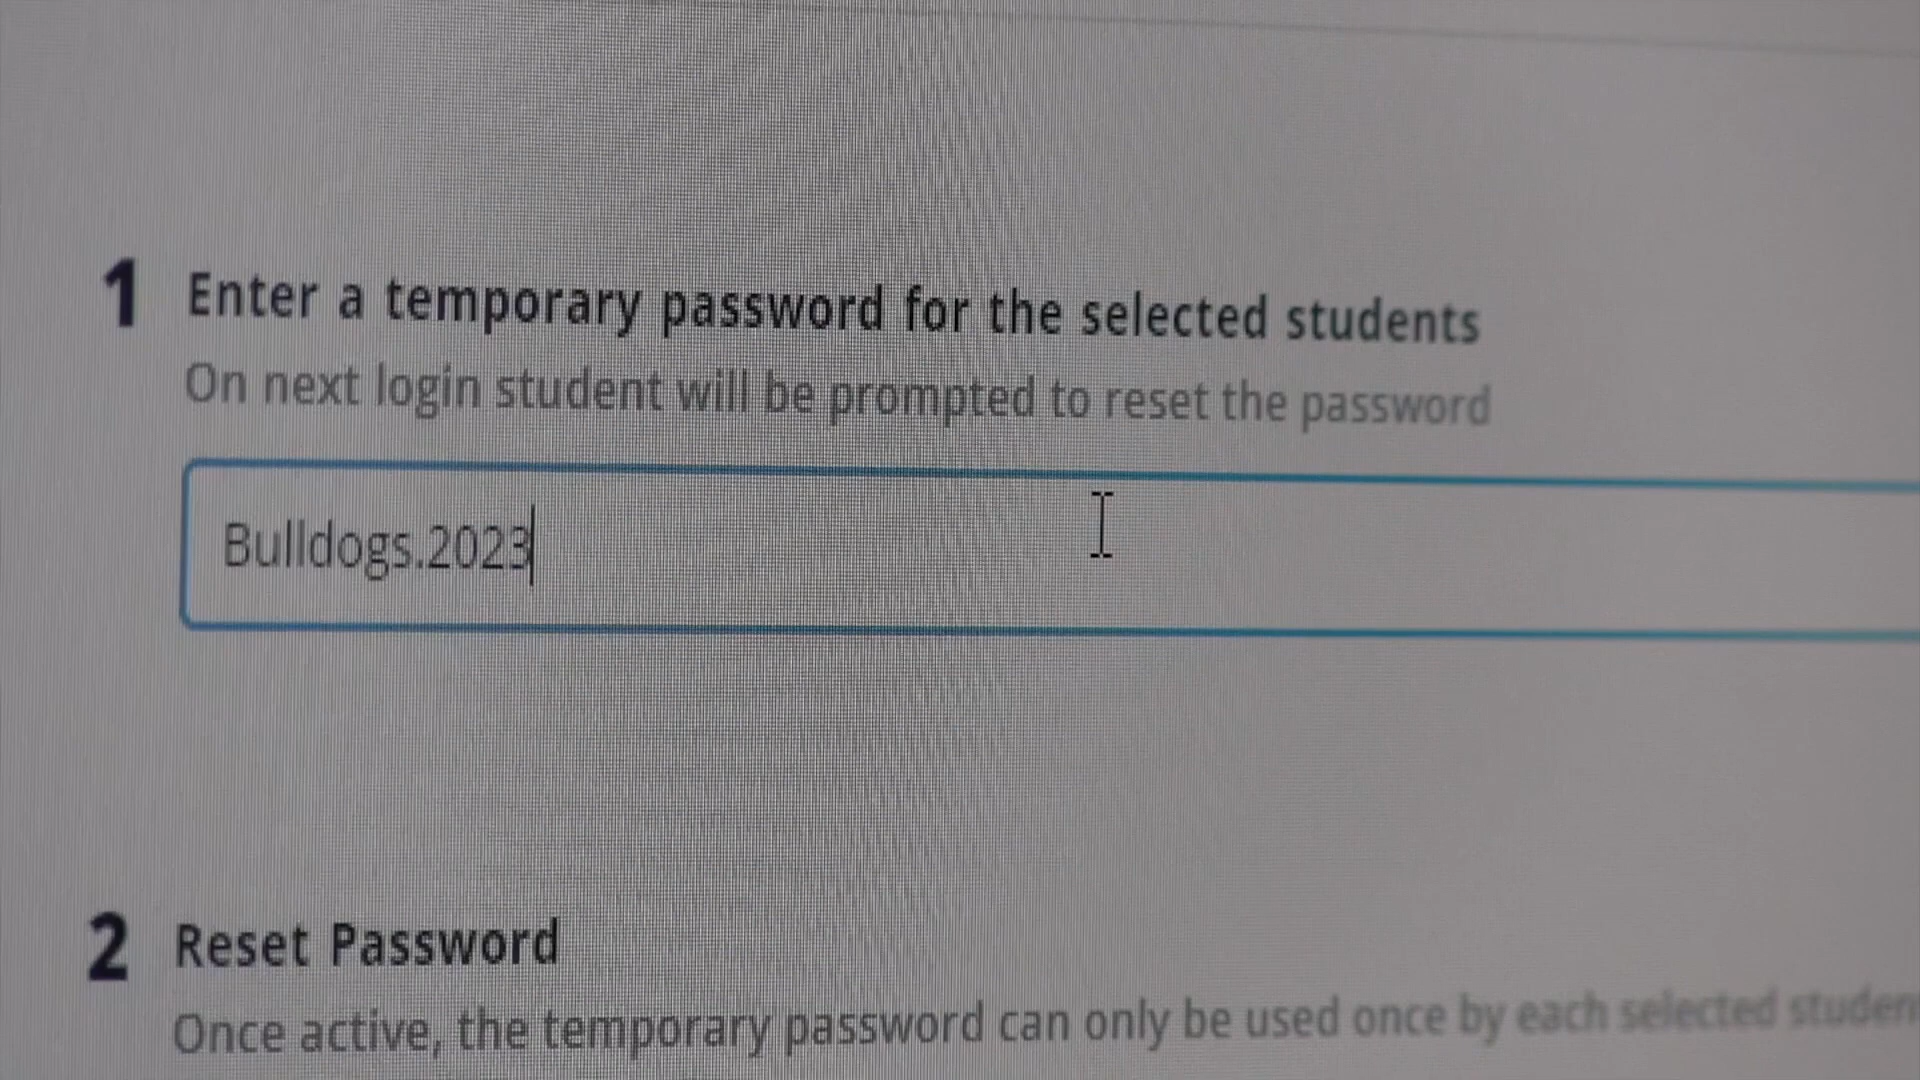 1 Enter a temporary password for the selected students
On next login student will be prompted to reset the password
Bulldogs.2023
2 Reset Password
Once active, the temporary password can only be used once by each selected studen